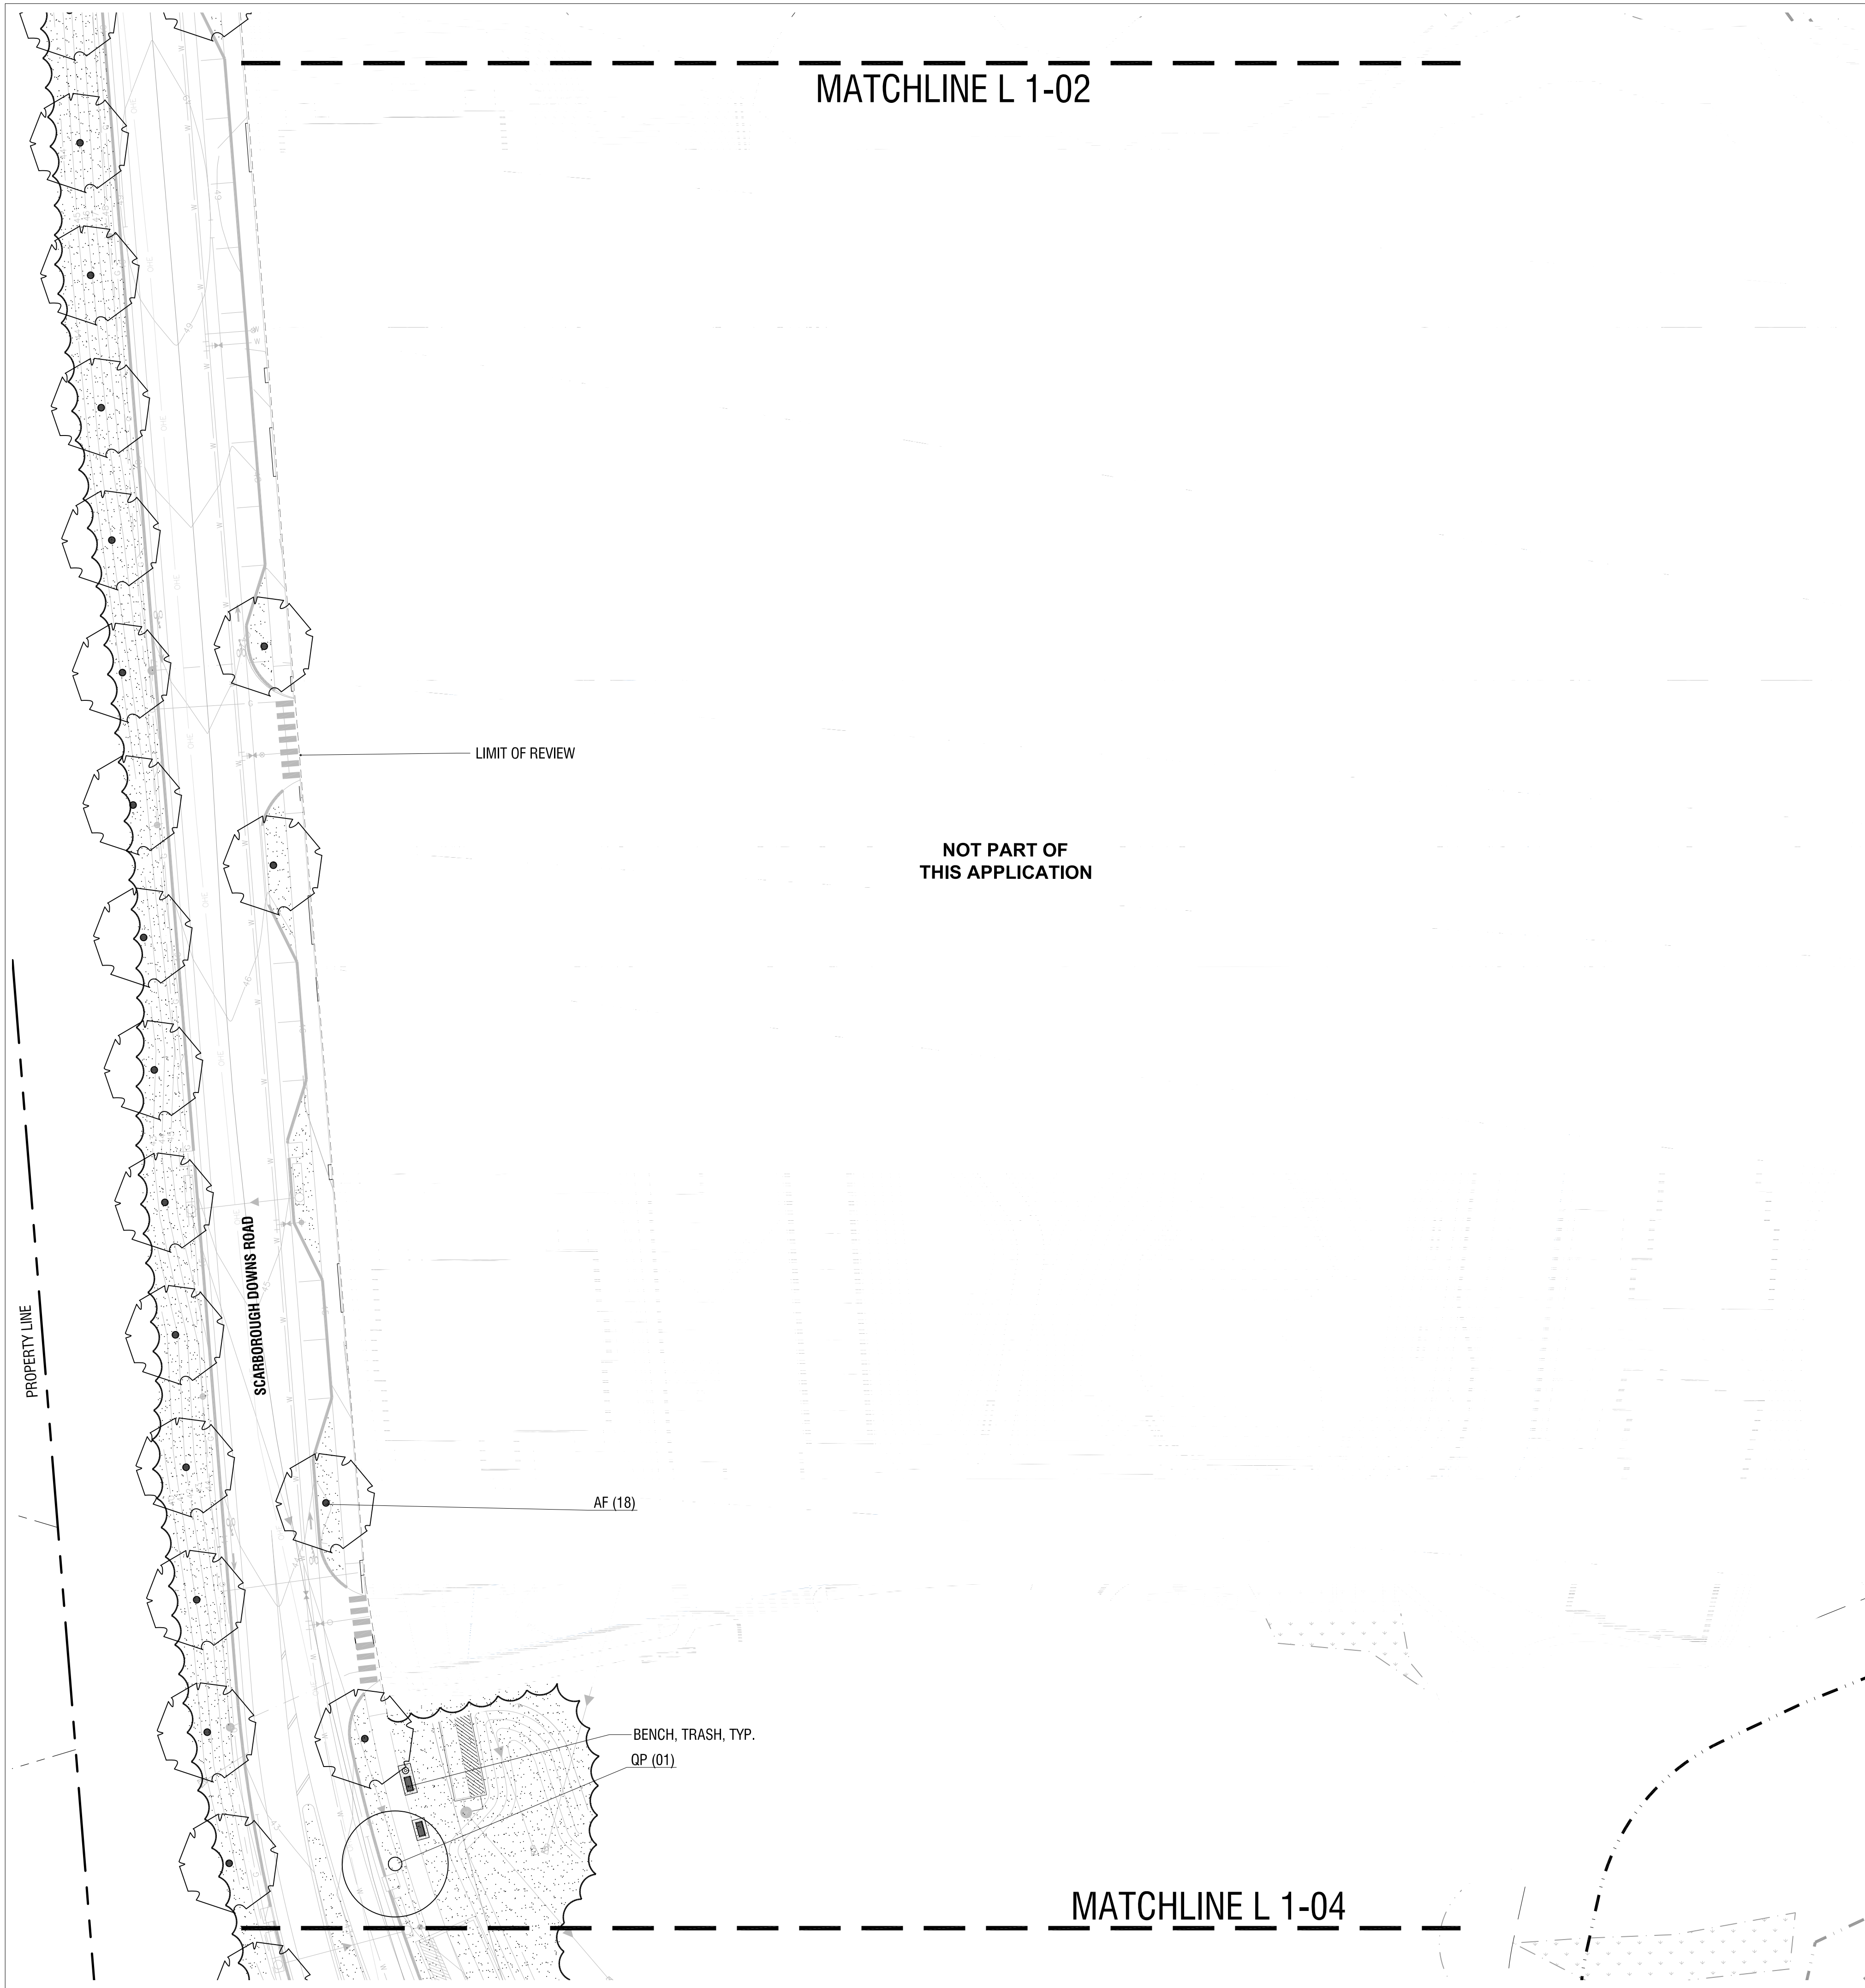 MATCHLINE L 1-02
LIMIT OF REVIEW
NOT PART OF
THIS APPLICATION
SCARBOROUGH DOWNS ROAD
PROPERTY LINE
AF (18)
BENCH, TRASH, TYP.
QP (01)
MATCHLINE L 1-04